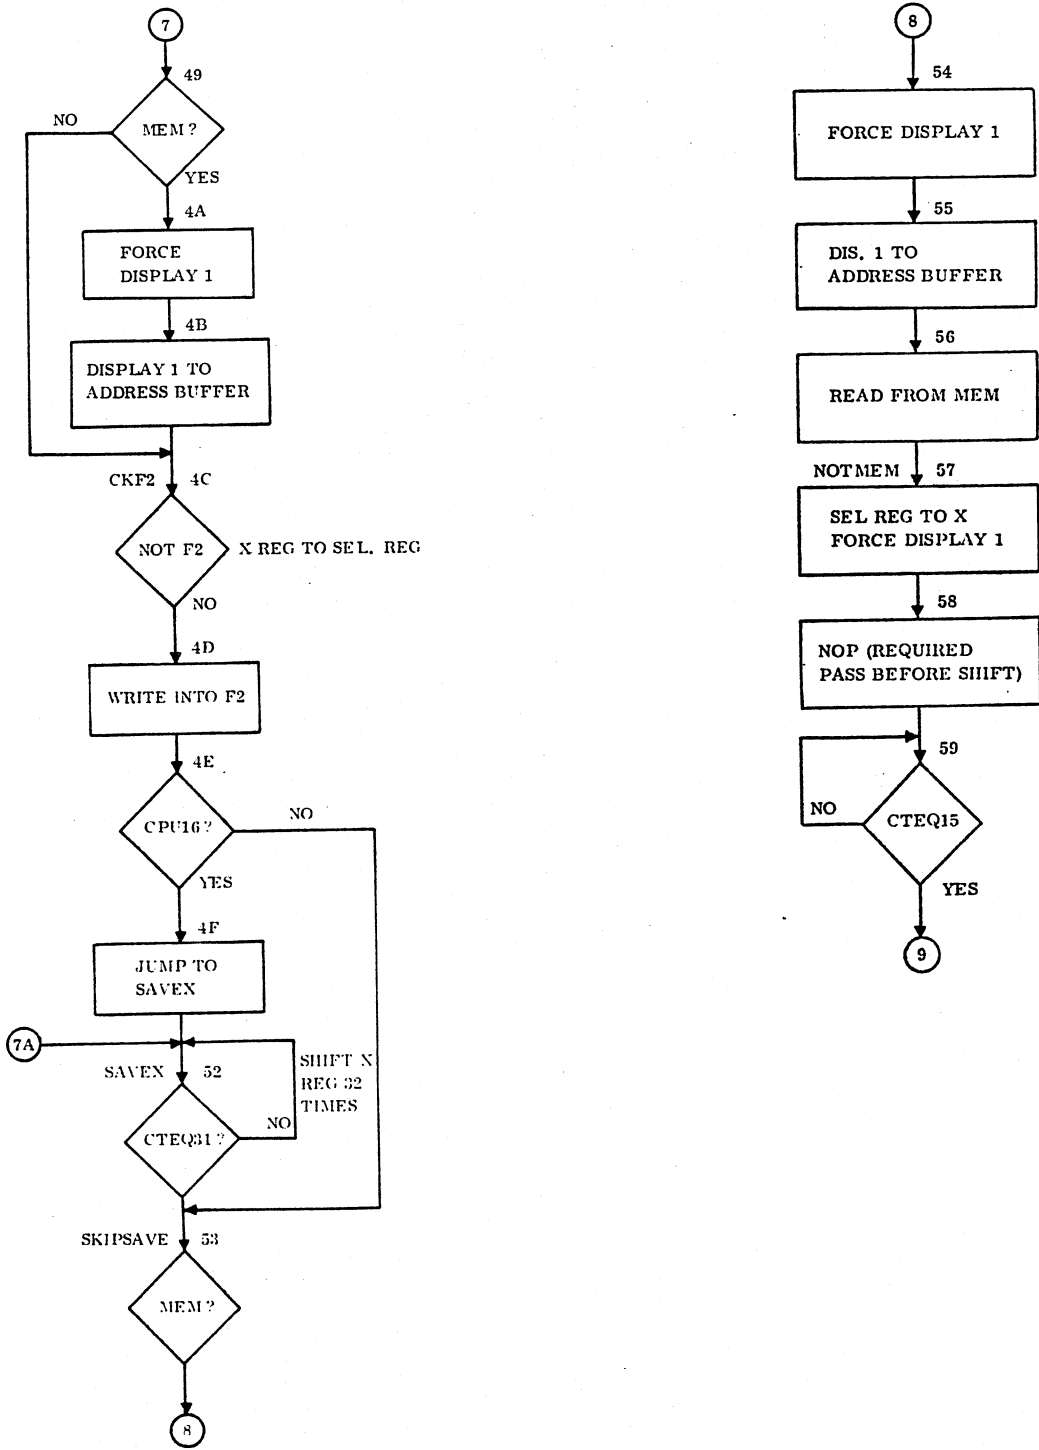 7
49
MEM?
NO
YES
4A
FORCE
DISPLAY 1
4B
DISPLAY 1 TO
ADDRESS BUFFER
CKF2 4C
NOT F2 X REG TO SEL. REG
NO
4D
WRITE INTO F2
4E
CPU16?
NO
YES
4F
JUMP TO
SAVEX
7A
SAVEX 52
SHIFT X
REG 32
TIMES
CTEQ31?
NO
SKIPSAVE 53
MEM?
8
8
54
FORCE DISPLAY 1
55
DIS. 1 TO
ADDRESS BUFFER
56
READ FROM MEM
NOTMEM 57
SEL REG TO X
FORCE DISPLAY 1
58
NOP (REQUIRED
PASS BEFORE SHIFT)
59
NO
CTEQ15
YES
9